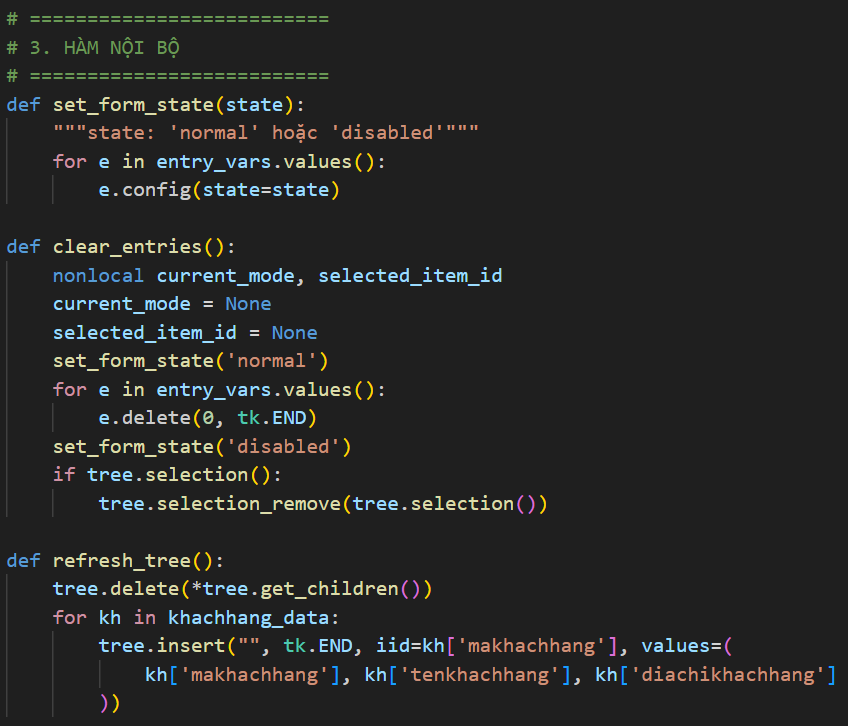 # ==========================
# 3. HÀM NỘI BỘ
# ==========================
def set_form_state(state):
    """state: 'normal' hoặc 'disabled'"""
    for e in entry_vars.values():
        e.config(state=state)

def clear_entries():
    nonlocal current_mode, selected_item_id
    current_mode = None
    selected_item_id = None
    set_form_state('normal')
    for e in entry_vars.values():
        e.delete(0, tk.END)
    set_form_state('disabled')
    if tree.selection():
        tree.selection_remove(tree.selection())

def refresh_tree():
    tree.delete(*tree.get_children())
    for kh in khachhang_data:
        tree.insert("", tk.END, iid=kh['makhachhang'], values=(
            kh['makhachhang'], kh['tenkhachhang'], kh['diachikhachhang']
        ))